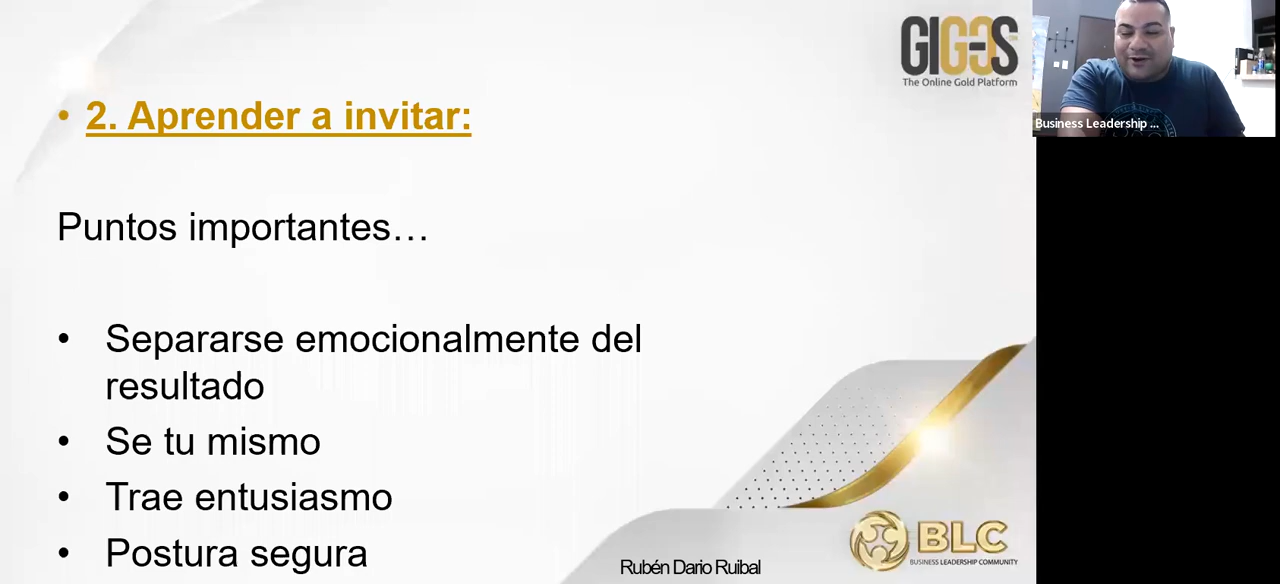 GIGOS
The Online Gold Platform
Business Leadership ...
• 2. Aprender a invitar:
Puntos importantes…
• Separarse emocionalmente del
resultado
• Se tu mismo
• Trae entusiasmo
• Postura segura
BLC
BUSINESS LEADERSHIP COMMUNITY
Rubén Dario Ruibal